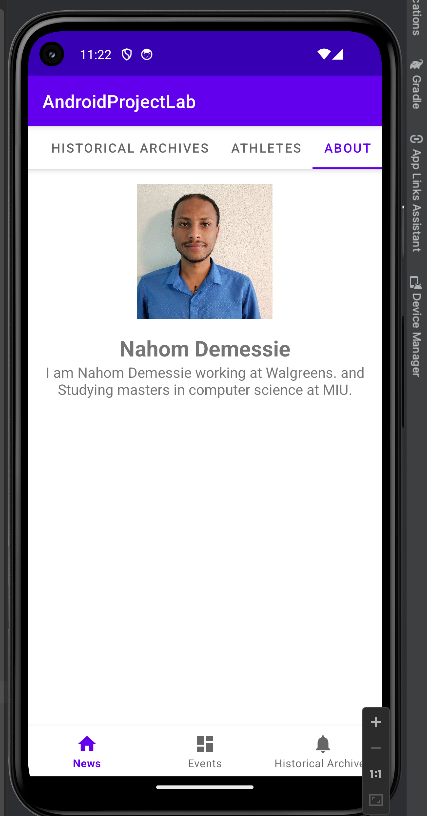 11:22
AndroidProjectLab
HISTORICAL ARCHIVES ATHLETES ABOUT
Nahom Demessie
I am Nahom Demessie working at Walgreens. and
Studying masters in computer science at MIU.
News Events Historical Archive
1:1
Gradle
App Links Assistant
Device Manager